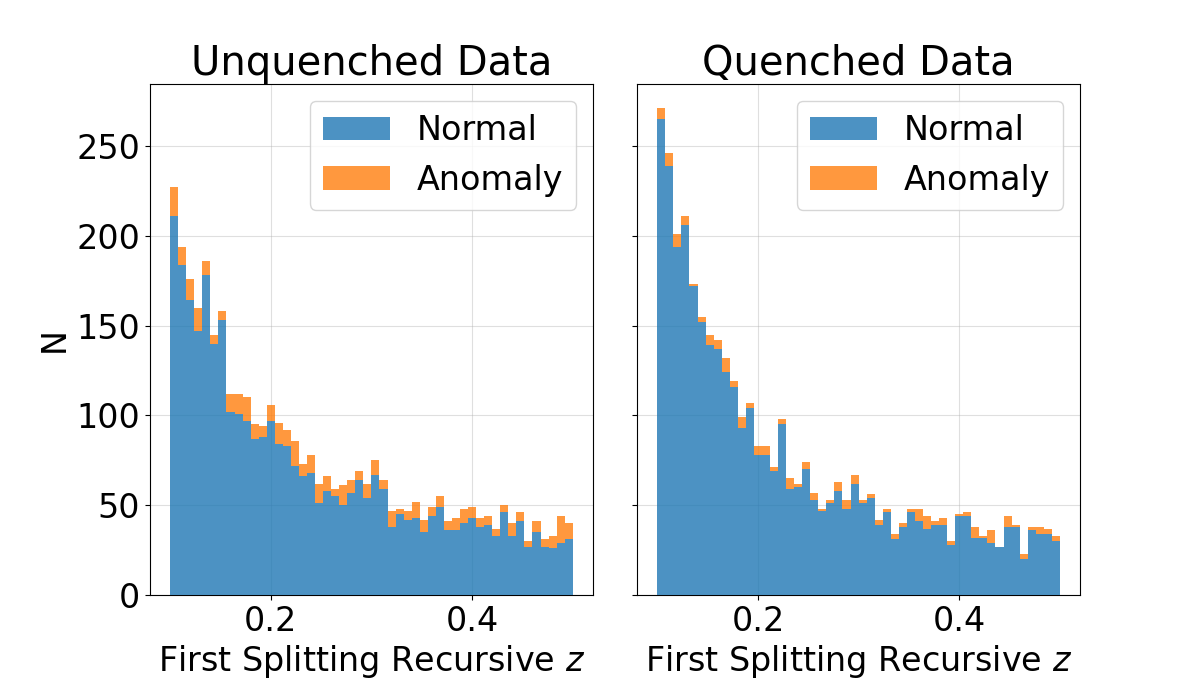 Unquenched Data
Quenched Data
Normal
Anomaly
Normal
Anomaly
N
250
200
150
100
50
0
0.2
0.4
0.2
0.4
First Splitting Recursive z
First Splitting Recursive z